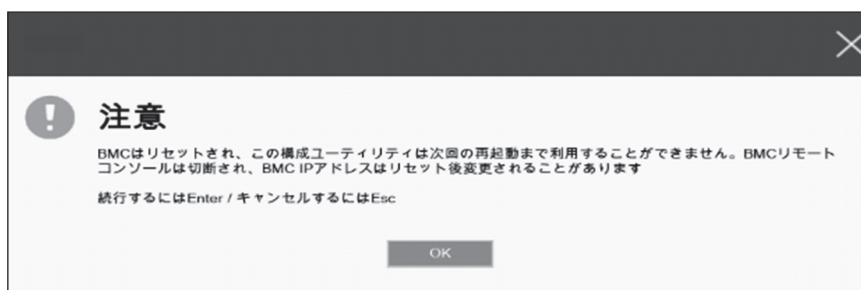 注意
BMCはリセットされ、この構成ユーティリティは次回の再起動まで利用することができません。BMCリモート
コンソールは切断され、BMC IPアドレスはリセット後変更されることがあります
続行するにはEnter / キャンセルするにはEsc
OK